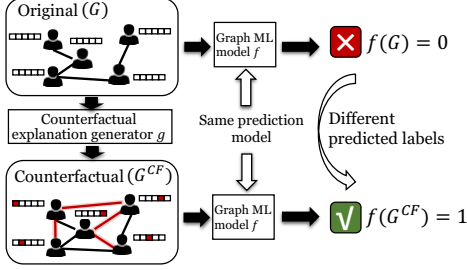 Original (G)
Graph ML
model f
f(G) = 0
Counterfactual
explanation generator g
Same prediction
model
Different
predicted labels
Counterfactual (G^{CF})
Graph ML
model f
√
f(G^{CF}) = 1